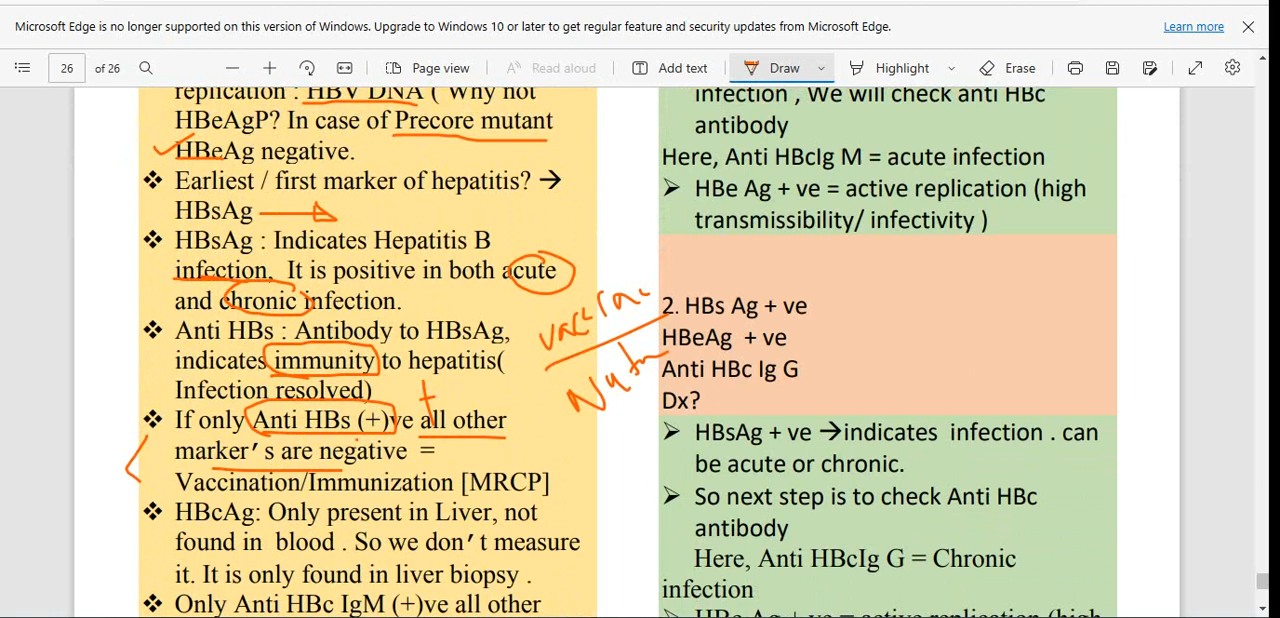 Microsoft Edge is no longer supported on this version of Windows. Upgrade to Windows 10 or later to get regular feature and security updates from Microsoft Edge.
Learn more
26 of 26
Page view
Read aloud
Add text
Draw
Highlight
Erase
replication : HBV DNA ( Why not
HBeAgP? In case of Precore mutant
HBeAg negative.
❖ Earliest / first marker of hepatitis? →
HBsAg
❖ HBsAg : Indicates Hepatitis B
infection, It is positive in both acute
and chronic infection.
❖ Anti HBs : Antibody to HBsAg,
indicates immunity to hepatitis(
Infection resolved)
❖ If only Anti HBs (+)ve all other
marker's are negative =
Vaccination/Immunization [MRCP]
❖ HBcAg: Only present in Liver, not
found in blood . So we don't measure
it. It is only found in liver biopsy .
❖ Only Anti HBc IgM (+)ve all other
infection , We will check anti HBc
antibody
Here, Anti HBcIg M = acute infection
➢ HBe Ag + ve = active replication (high
transmissibility/ infectivity )
2. HBs Ag + ve
HBeAg + ve
Anti HBc Ig G
Dx?
➢ HBsAg + ve →indicates infection . can
be acute or chronic.
➢ So next step is to check Anti HBc
antibody
Here, Anti HBcIg G = Chronic
infection
➢ HBe Ag + ve = active replication (high